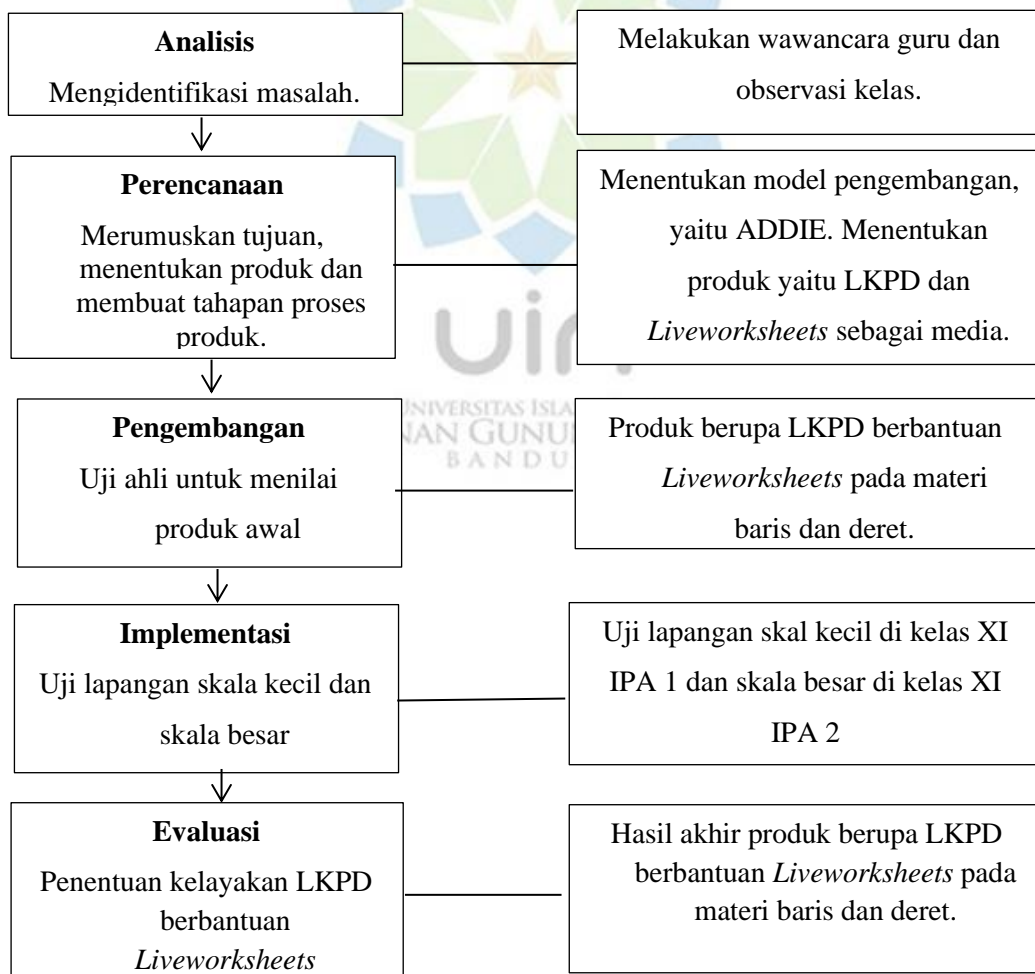 Analisis
Mengidentifikasi masalah.
Melakukan wawancara guru dan
observasi kelas.
Perencanaan
Merumuskan tujuan,
menentukan produk dan
membuat tahapan proses
produk.
Menentukan model pengembangan,
yaitu ADDIE. Menentukan
produk yaitu LKPD dan
Liveworksheets sebagai media.
Pengembangan
Uji ahli untuk menilai
produk awal
Produk berupa LKPD berbantuan
Liveworksheets pada materi
baris dan deret.
Implementasi
Uji lapangan skala kecil dan
skala besar
Uji lapangan skal kecil di kelas XI
IPA 1 dan skala besar di kelas XI
IPA 2
Evaluasi
Penentuan kelayakan LKPD
berbantuan
Liveworksheets
Hasil akhir produk berupa LKPD
berbantuan Liveworksheets pada
materi baris dan deret.